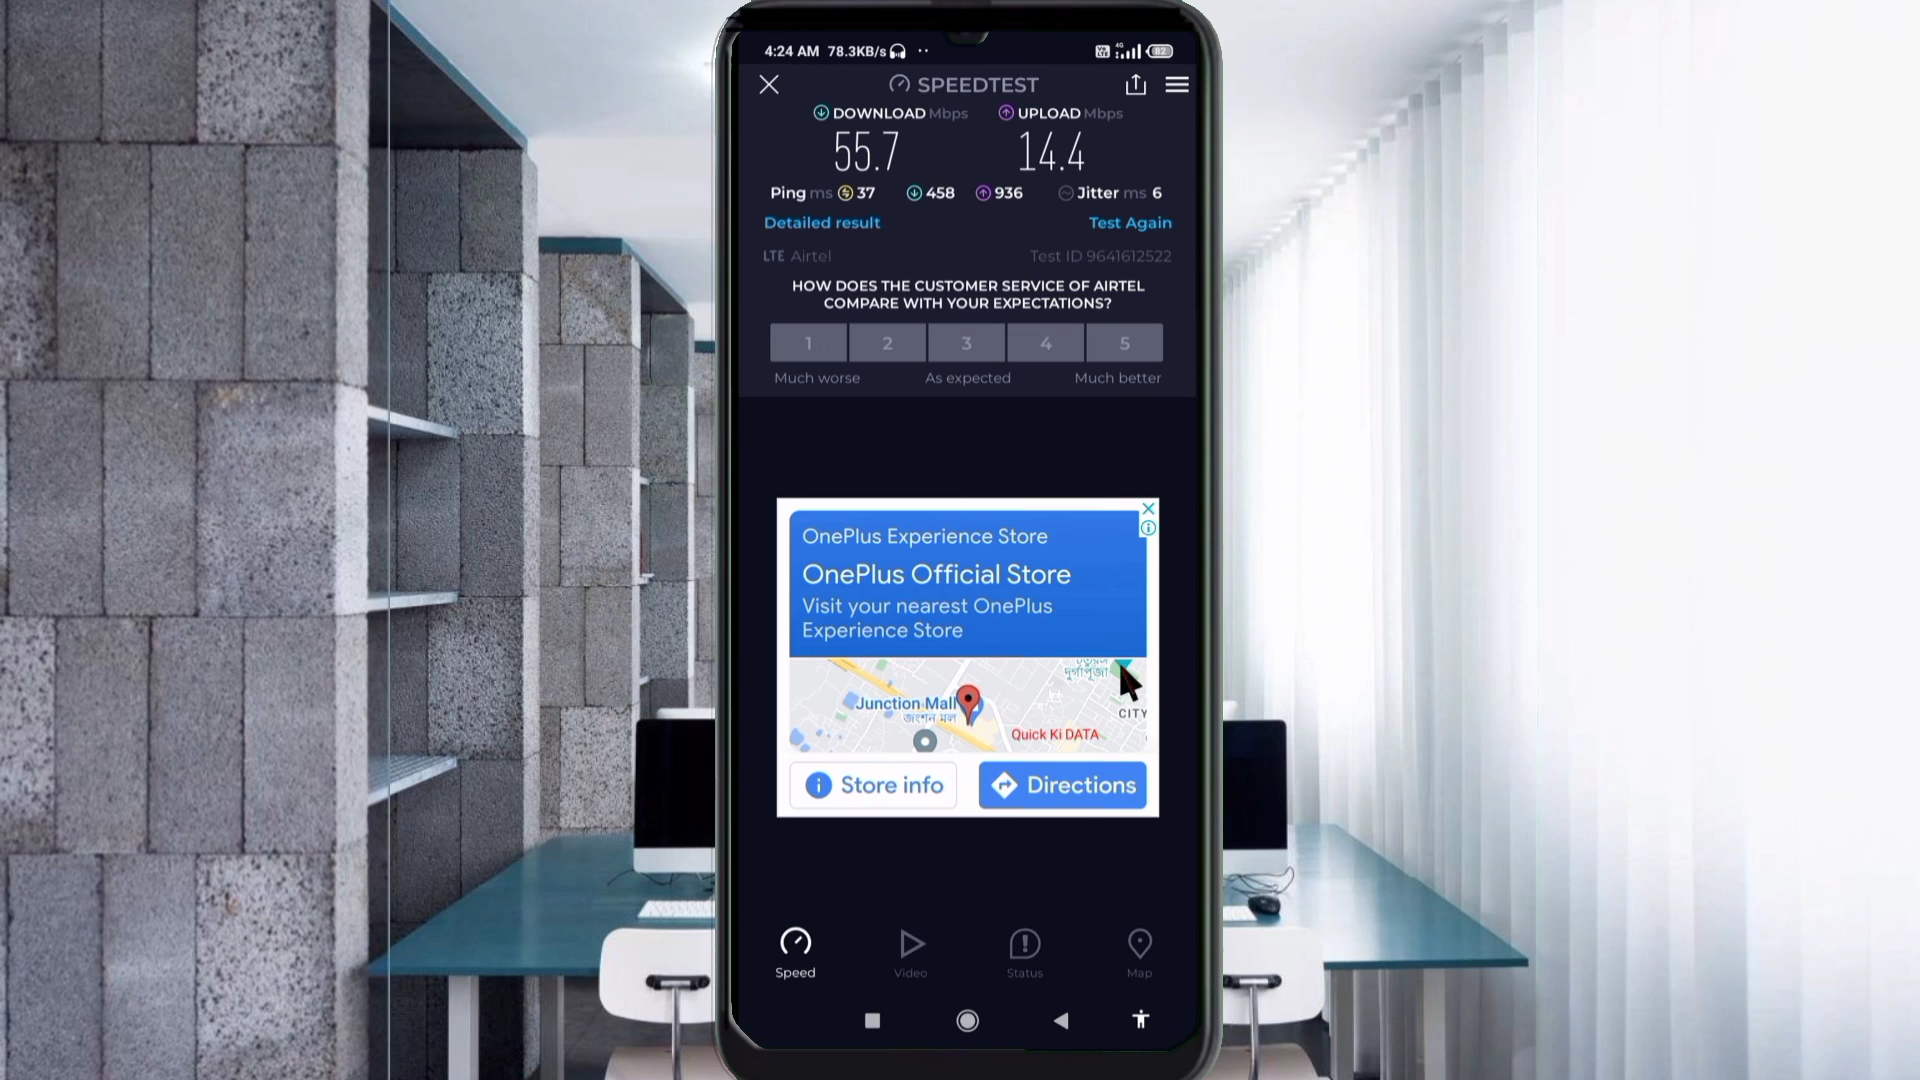 4:24 AM 78.3KB/s
4G 82
SPEEDTEST
DOWNLOAD Mbps UPLOAD Mbps
55.7 14.4
Ping ms 37 458 936 Jitter ms 6
Detailed result Test Again
LTE Airtel Test ID 9641612522
HOW DOES THE CUSTOMER SERVICE OF AIRTEL
COMPARE WITH YOUR EXPECTATIONS?
1 2 3 4 5
Much worse As expected Much better
OnePlus Experience Store
OnePlus Official Store
Visit your nearest OnePlus
Experience Store
দুর্গাপূজা
Junction Mall
জংশন মল
CITY
Quick Ki DATA
Store info Directions
Speed Video Status Map